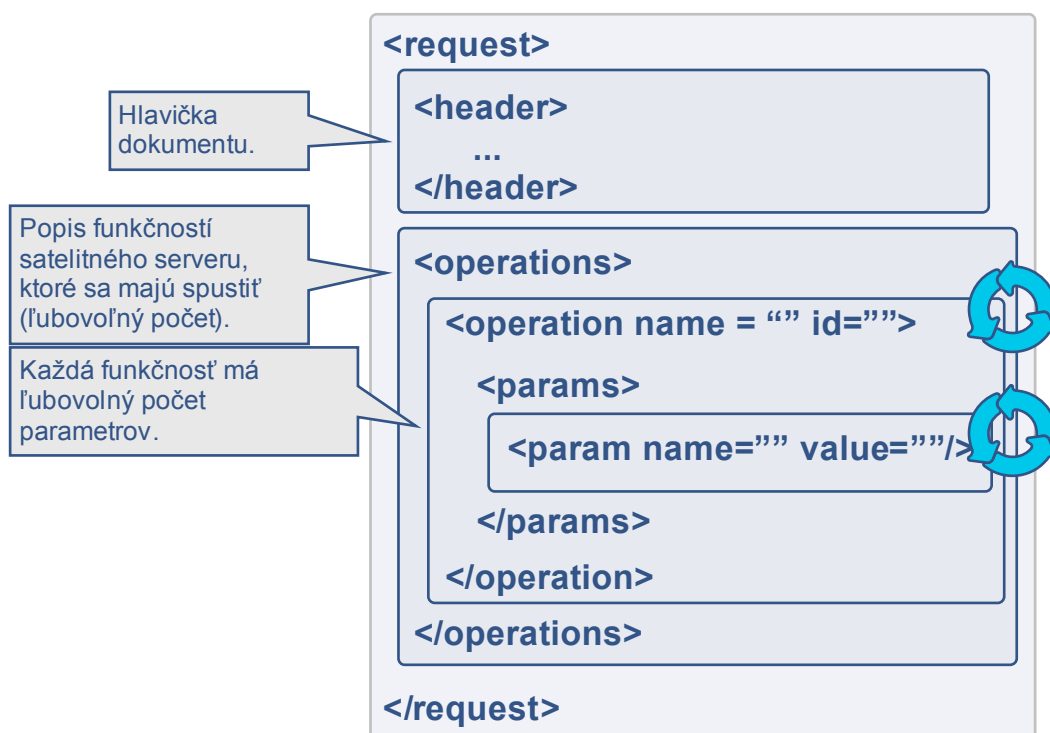 <request>
Hlavička
dokumentu.
<header>
...
</header>
Popis funkčností
satelitného serveru,
ktoré sa majú spustiť
(ľubovoľný počet).
<operations>
<operation name = “” id=””>
Každá funkčnosť má
ľubovolný počet
parametrov.
<params>
<param name=”” value=””/>
</params>
</operation>
</operations>
</request>